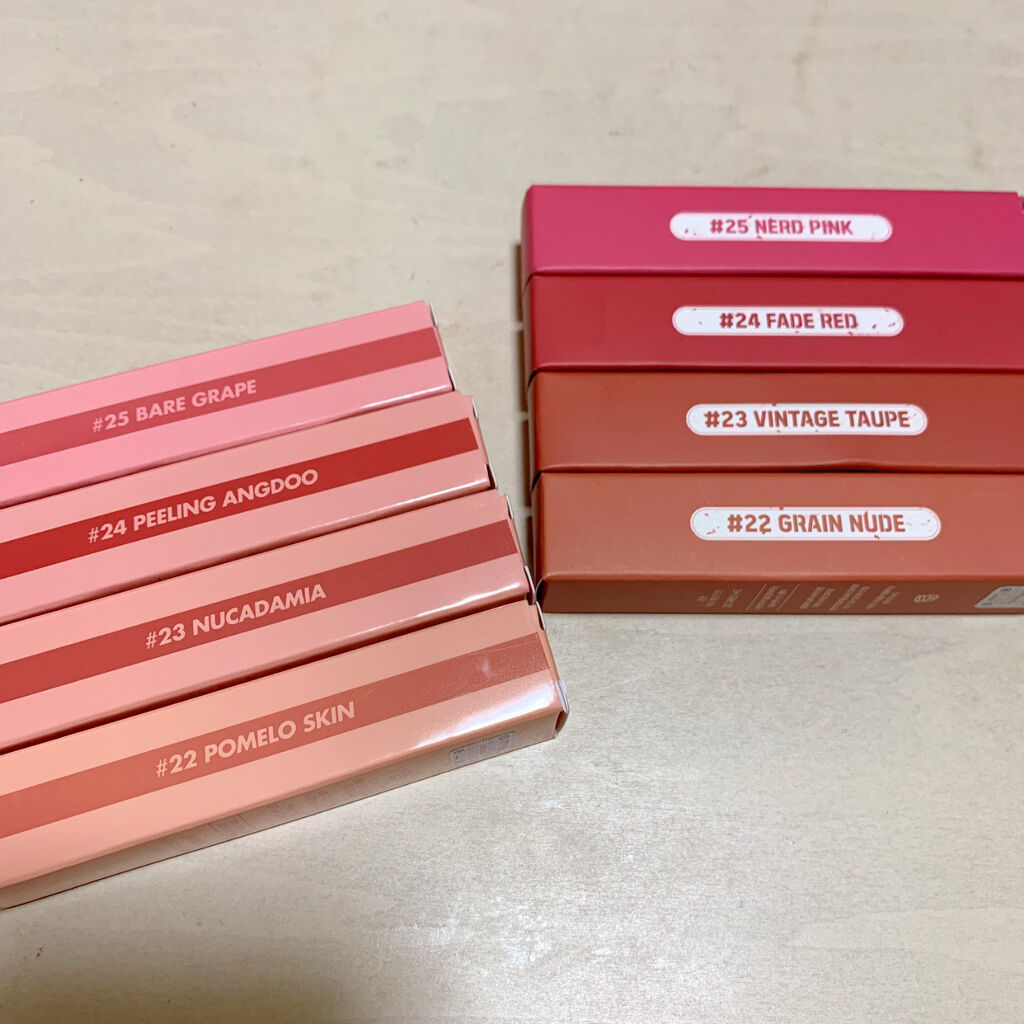 #25 BARE GRAPE
#24 PEELING ANGDOO
#23 NUCADAMIA
#22 POMELO SKIN
#25 NERD PINK
#24 FADE RED
#23 VINTAGE TAUPE
#22 GRAIN NUDE